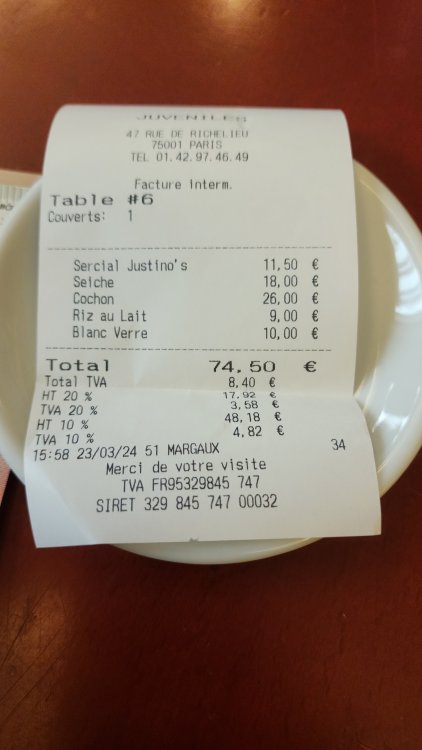 JUVENILES
47 RUE DE RICHELIEU
75001 PARIS
TEL 01.42.97.46.49
Facture interm.
Table #6
Couverts: 1
Sercial Justino's 11,50 €
Seiche 18,00 €
Cochon 26,00 €
Riz au Lait 9,00 €
Blanc Verre 10,00 €
Total 74,50 €
Total TVA 8,40 €
HT 20 % 17,92 €
TVA 20 % 3,58 €
HT 10 % 48,18 €
TVA 10 % 4,82 €
15:58 23/03/24 51 MARGAUX 34
Merci de votre visite
TVA FR95329845 747
SIRET 329 845 747 00032